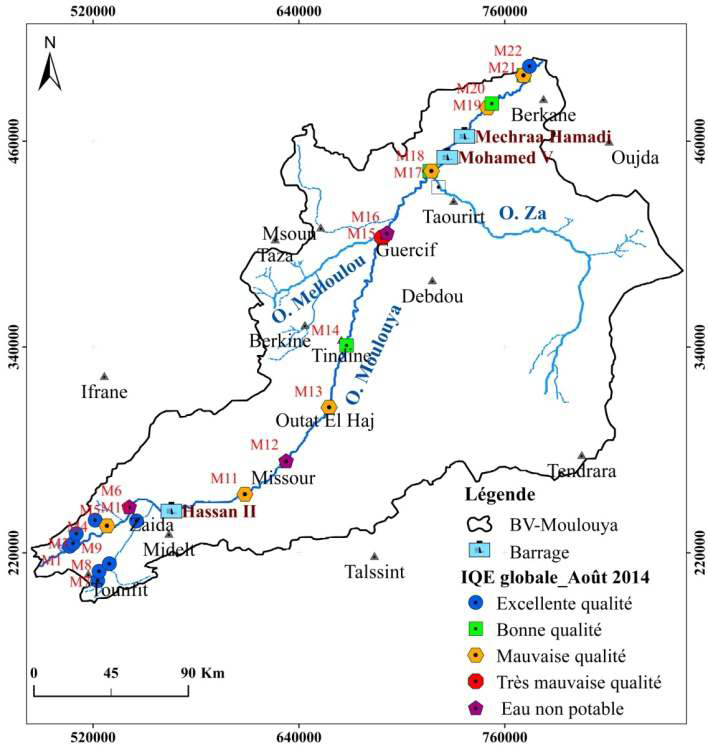 520000 640000 760000
N
M22
M21
M20
M19
Berkane
460000
Mechraa Hamadi
460000
Mohamed V
Oujda
M18
M17
Taourirt
O. Za
M16
M15
Msoun
Taza
Guercif
O. Melloulou
Debdou
M14
Berkine
Tindine
O. Moulouya
340000
340000
Ifrane
M13
Outat El Haj
M12
Missour
M11
Tendrara
M6
M5
Zaida
Hassan II
M4
M9
M1
M8
Midelt
Tounfit
Talssint
220000
220000
Légende
BV-Moulouya
Barrage
IQE globale_Août 2014
Excellente qualité
Bonne qualité
Mauvaise qualité
Très mauvaise qualité
Eau non potable
0 45 90 Km
520000 640000 760000